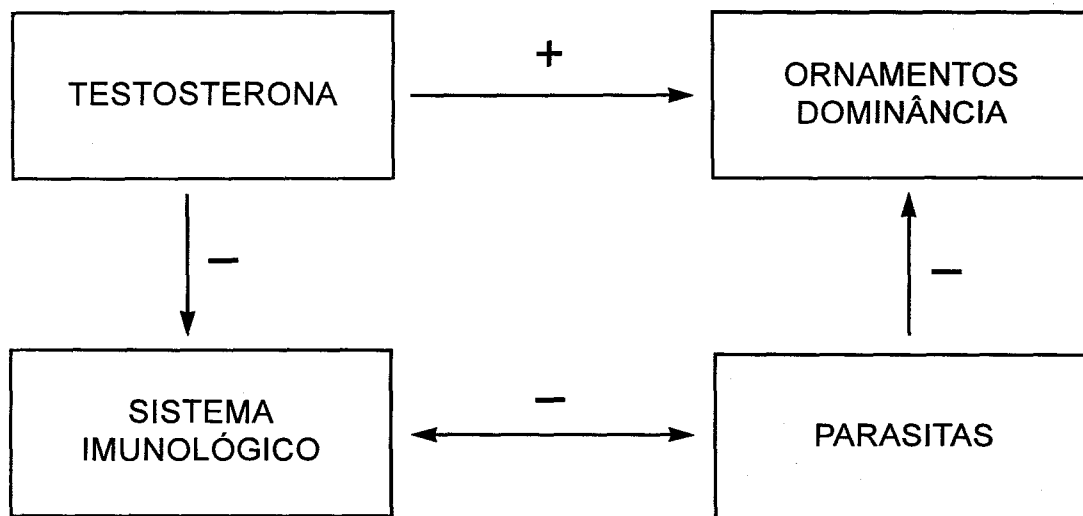 TESTOSTERONA
+
ORNAMENTOS
DOMINÂNCIA
–
–
SISTEMA
IMUNOLÓGICO
–
PARASITAS